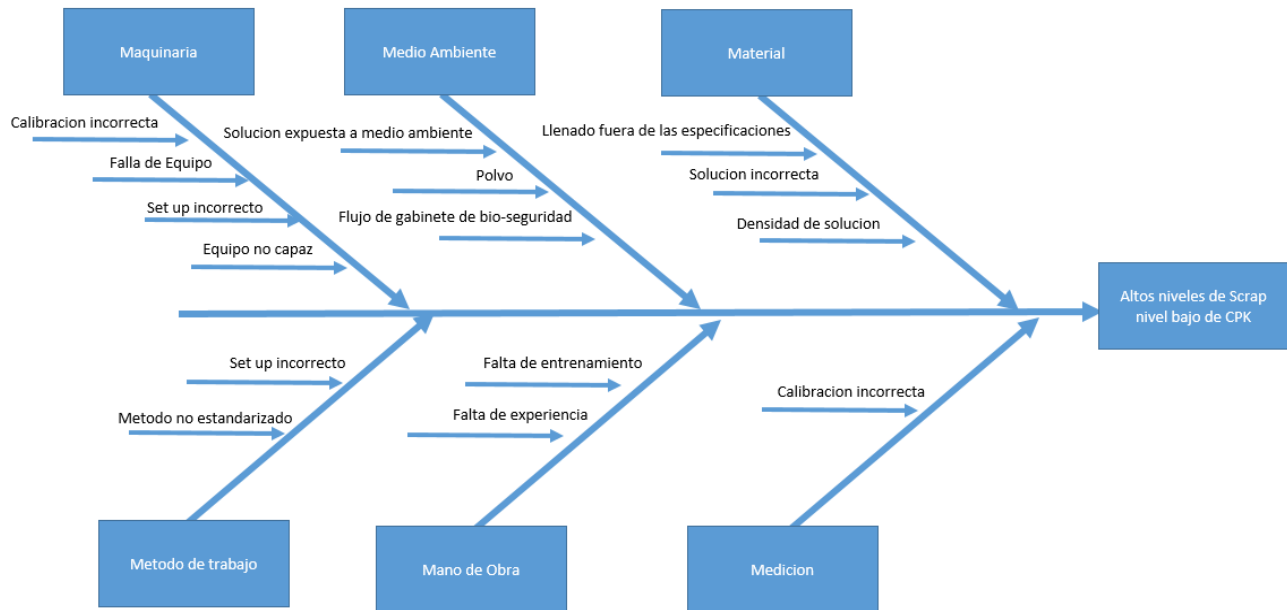 Maquinaria
Medio Ambiente
Material
Calibracion incorrecta
Falla de Equipo
Set up incorrecto
Equipo no capaz
Solucion expuesta a medio ambiente
Polvo
Flujo de gabinete de bio-seguridad
Llenado fuera de las especificaciones
Solucion incorrecta
Densidad de solucion
Altos niveles de Scrap
nivel bajo de CPK
Set up incorrecto
Metodo no estandarizado
Falta de entrenamiento
Falta de experiencia
Calibracion incorrecta
Metodo de trabajo
Mano de Obra
Medicion